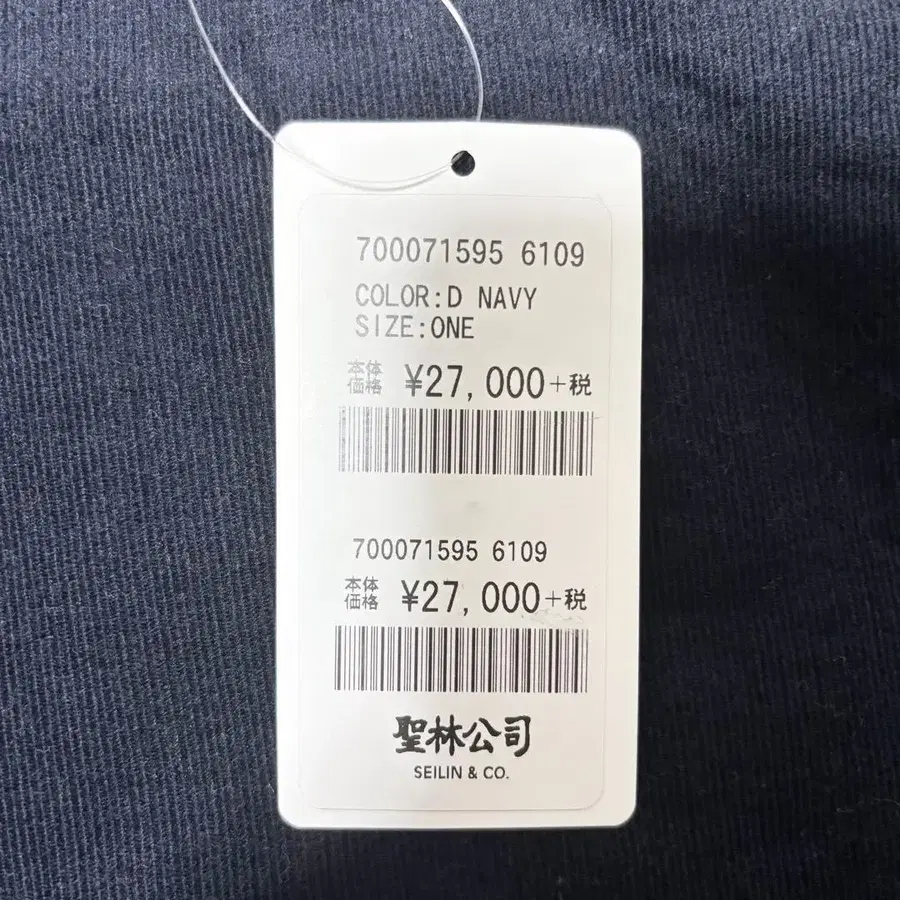 700071595 6109
COLOR:D NAVY
SIZE:ONE
本体価格 ¥27,000+税
700071595 6109
本体価格 ¥27,000+税
聖林公司
SEILIN & CO.